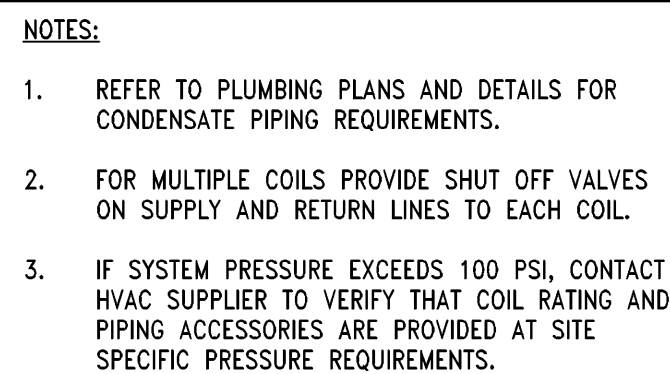 NOTES:
1. REFER TO PLUMBING PLANS AND DETAILS FOR
CONDENSATE PIPING REQUIREMENTS.
2. FOR MULTIPLE COILS PROVIDE SHUT OFF VALVES
ON SUPPLY AND RETURN LINES TO EACH COIL.
3. IF SYSTEM PRESSURE EXCEEDS 100 PSI, CONTACT
HVAC SUPPLIER TO VERIFY THAT COIL RATING AND
PIPING ACCESSORIES ARE PROVIDED AT SITE
SPECIFIC PRESSURE REQUIREMENTS.